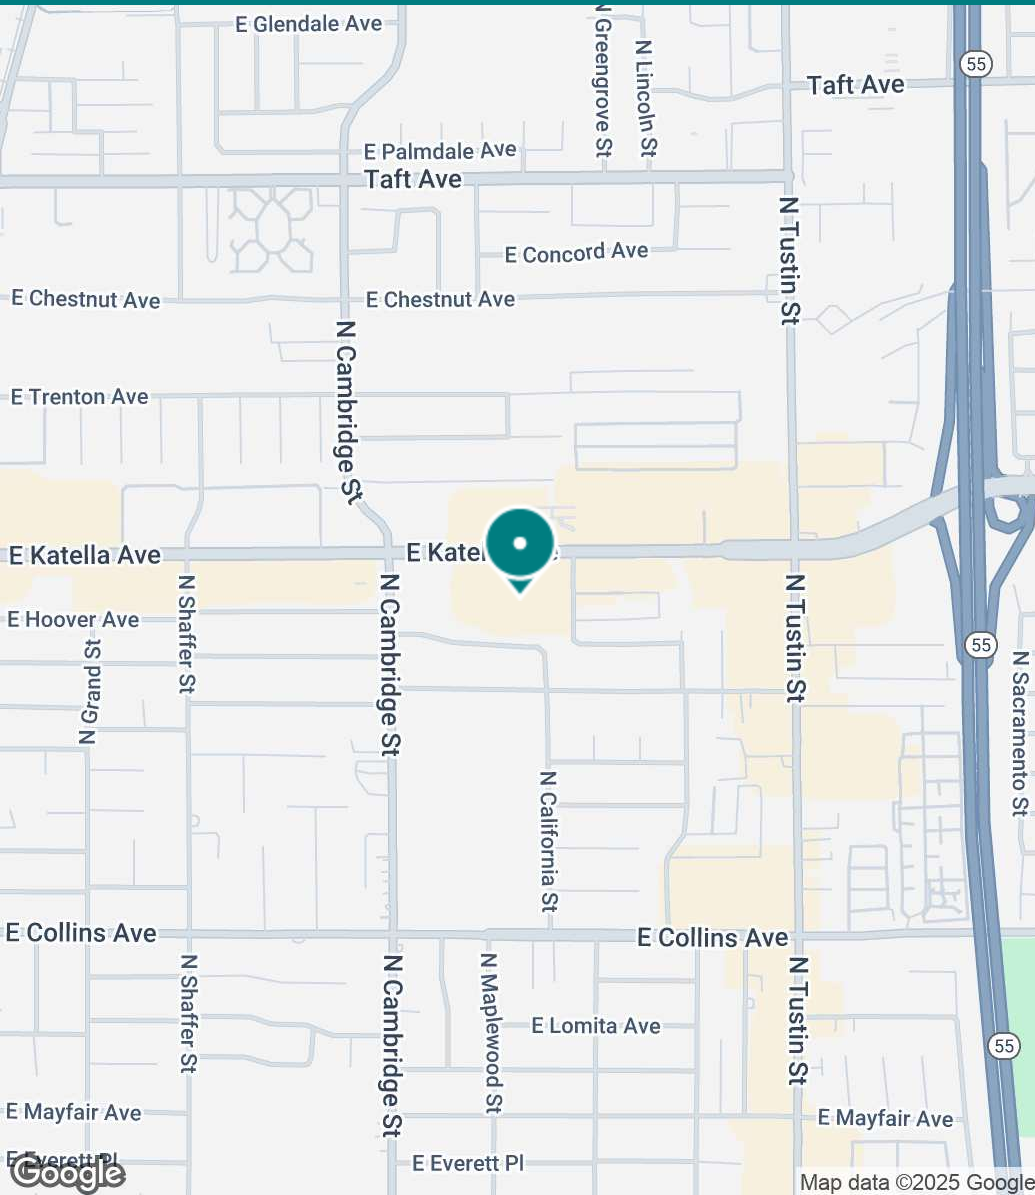 E Glendale Ave
N Greengrove St
N Lincoln St
55
Taft Ave
E Palmdale Ave
Taft Ave
N Tustin St
E Concord Ave
E Chestnut Ave
E Chestnut Ave
N Cambridge St
E Trenton Ave
E Katella Ave
E Kate
N Shaffer St
N Cambridge St
N Tustin St
E Hoover Ave
N Grand St
55
N Sacramento St
N California St
E Collins Ave
E Collins Ave
N Shaffer St
N Cambridge St
N Maplewood St
N Tustin St
E Lomita Ave
55
E Mayfair Ave
E Mayfair Ave
E Everett Pl
E Everett Pl
Google
Map data ©2025 Google